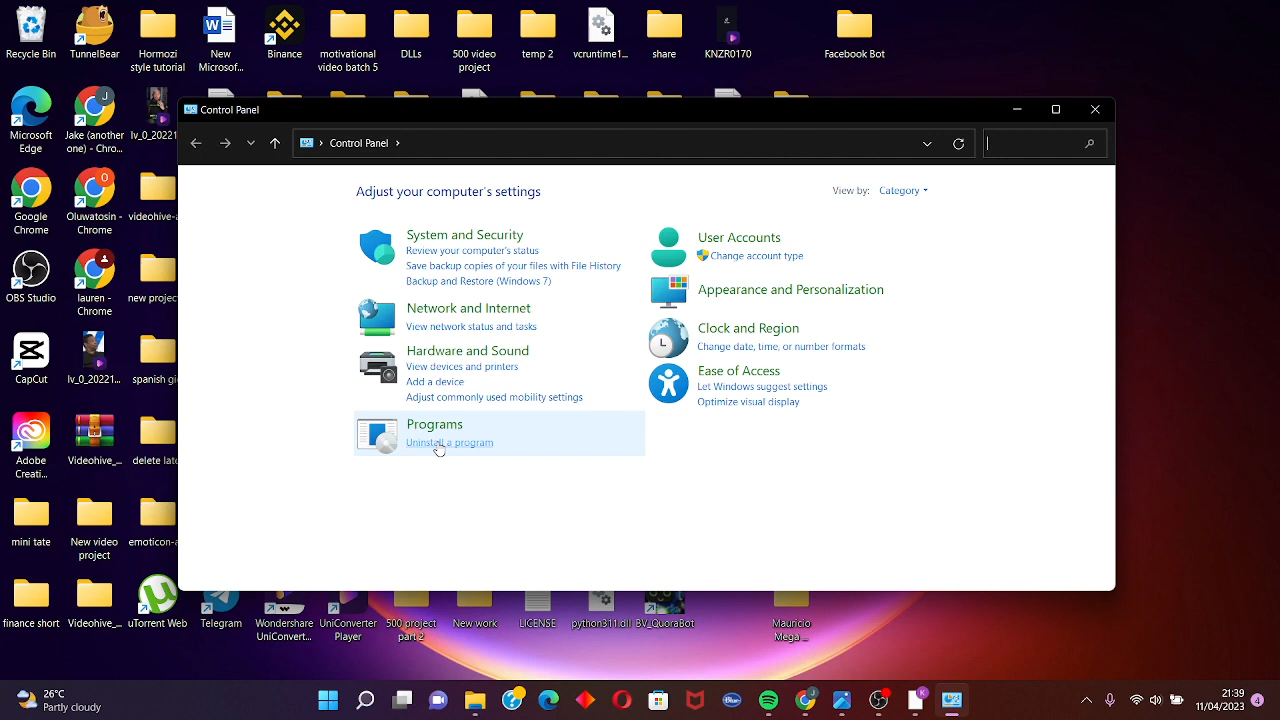 Recycle Bin
TunnelBear
Hormozi
style tutorial
New
Microsof...
Binance
motivational
video batch 5
DLLs
500 video
project
temp 2
vcruntime1...
share
KNZR0170
Facebook Bot
Control Panel
Control Panel
Microsoft
Edge
Jake (another
one) - Chro...
lv_0_20221
Adjust your computer's settings
View by: Category
Google
Chrome
Oluwatosin -
Chrome
videohive-a
System and Security
Review your computer's status
Save backup copies of your files with File History
Backup and Restore (Windows 7)
User Accounts
Change account type
OBS Studio
lauren -
Chrome
new project
Network and Internet
View network status and tasks
Appearance and Personalization
Clock and Region
Change date, time, or number formats
CapCut
lv_0_20221...
spanish gi
Hardware and Sound
View devices and printers
Add a device
Adjust commonly used mobility settings
Ease of Access
Let Windows suggest settings
Optimize visual display
Adobe
Creati...
Videohive_...
delete late
Programs
Uninstall a program
mini tate
New video
project
emoticon-a
finance short
Videohive_...
uTorrent Web
Telegram
Wondershare
UniConvert...
UniConverter
Player
500 project
part 2
New work
LICENSE
python311.dll
BV_QuoraBot
Mauricio
Mega ...
26°C
Partly cloudy
21:39
11/04/2023
4